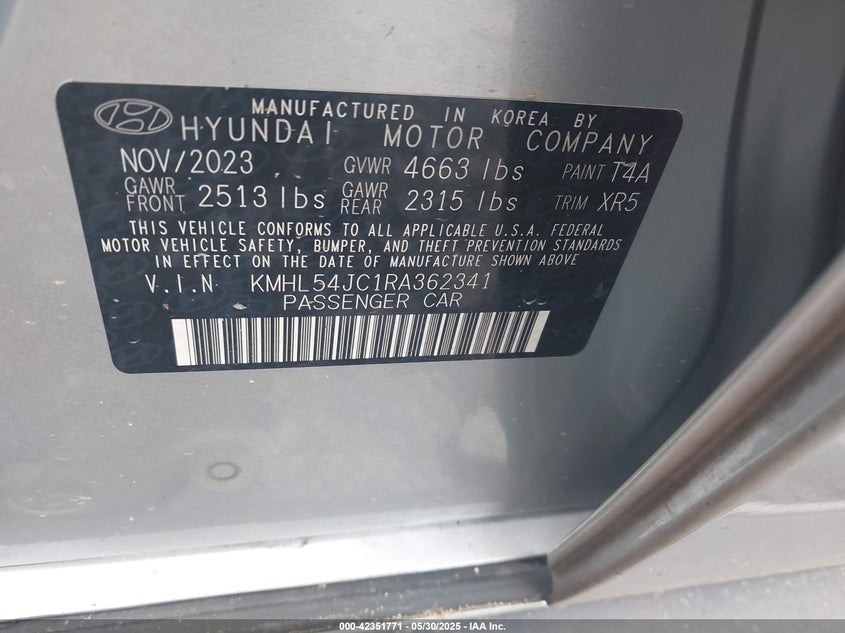 MANUFACTURED IN KOREA BY
HYUNDAI MOTOR COMPANY
NOV/2023 GVWR 4663 lbs PAINT T4A
GAWR FRONT 2513 lbs GAWR REAR 2315 lbs TRIM XR5
THIS VEHICLE CONFORMS TO ALL APPLICABLE U.S.A. FEDERAL
MOTOR VEHICLE SAFETY, BUMPER, AND THEFT PREVENTION STANDARDS
IN EFFECT ON THE DATE OF MANUFACTURE SHOWN ABOVE
V.I.N KMHL54JC1RA362341
PASSENGER CAR
000-42351771 - 05/30/2025 - IAA Inc.